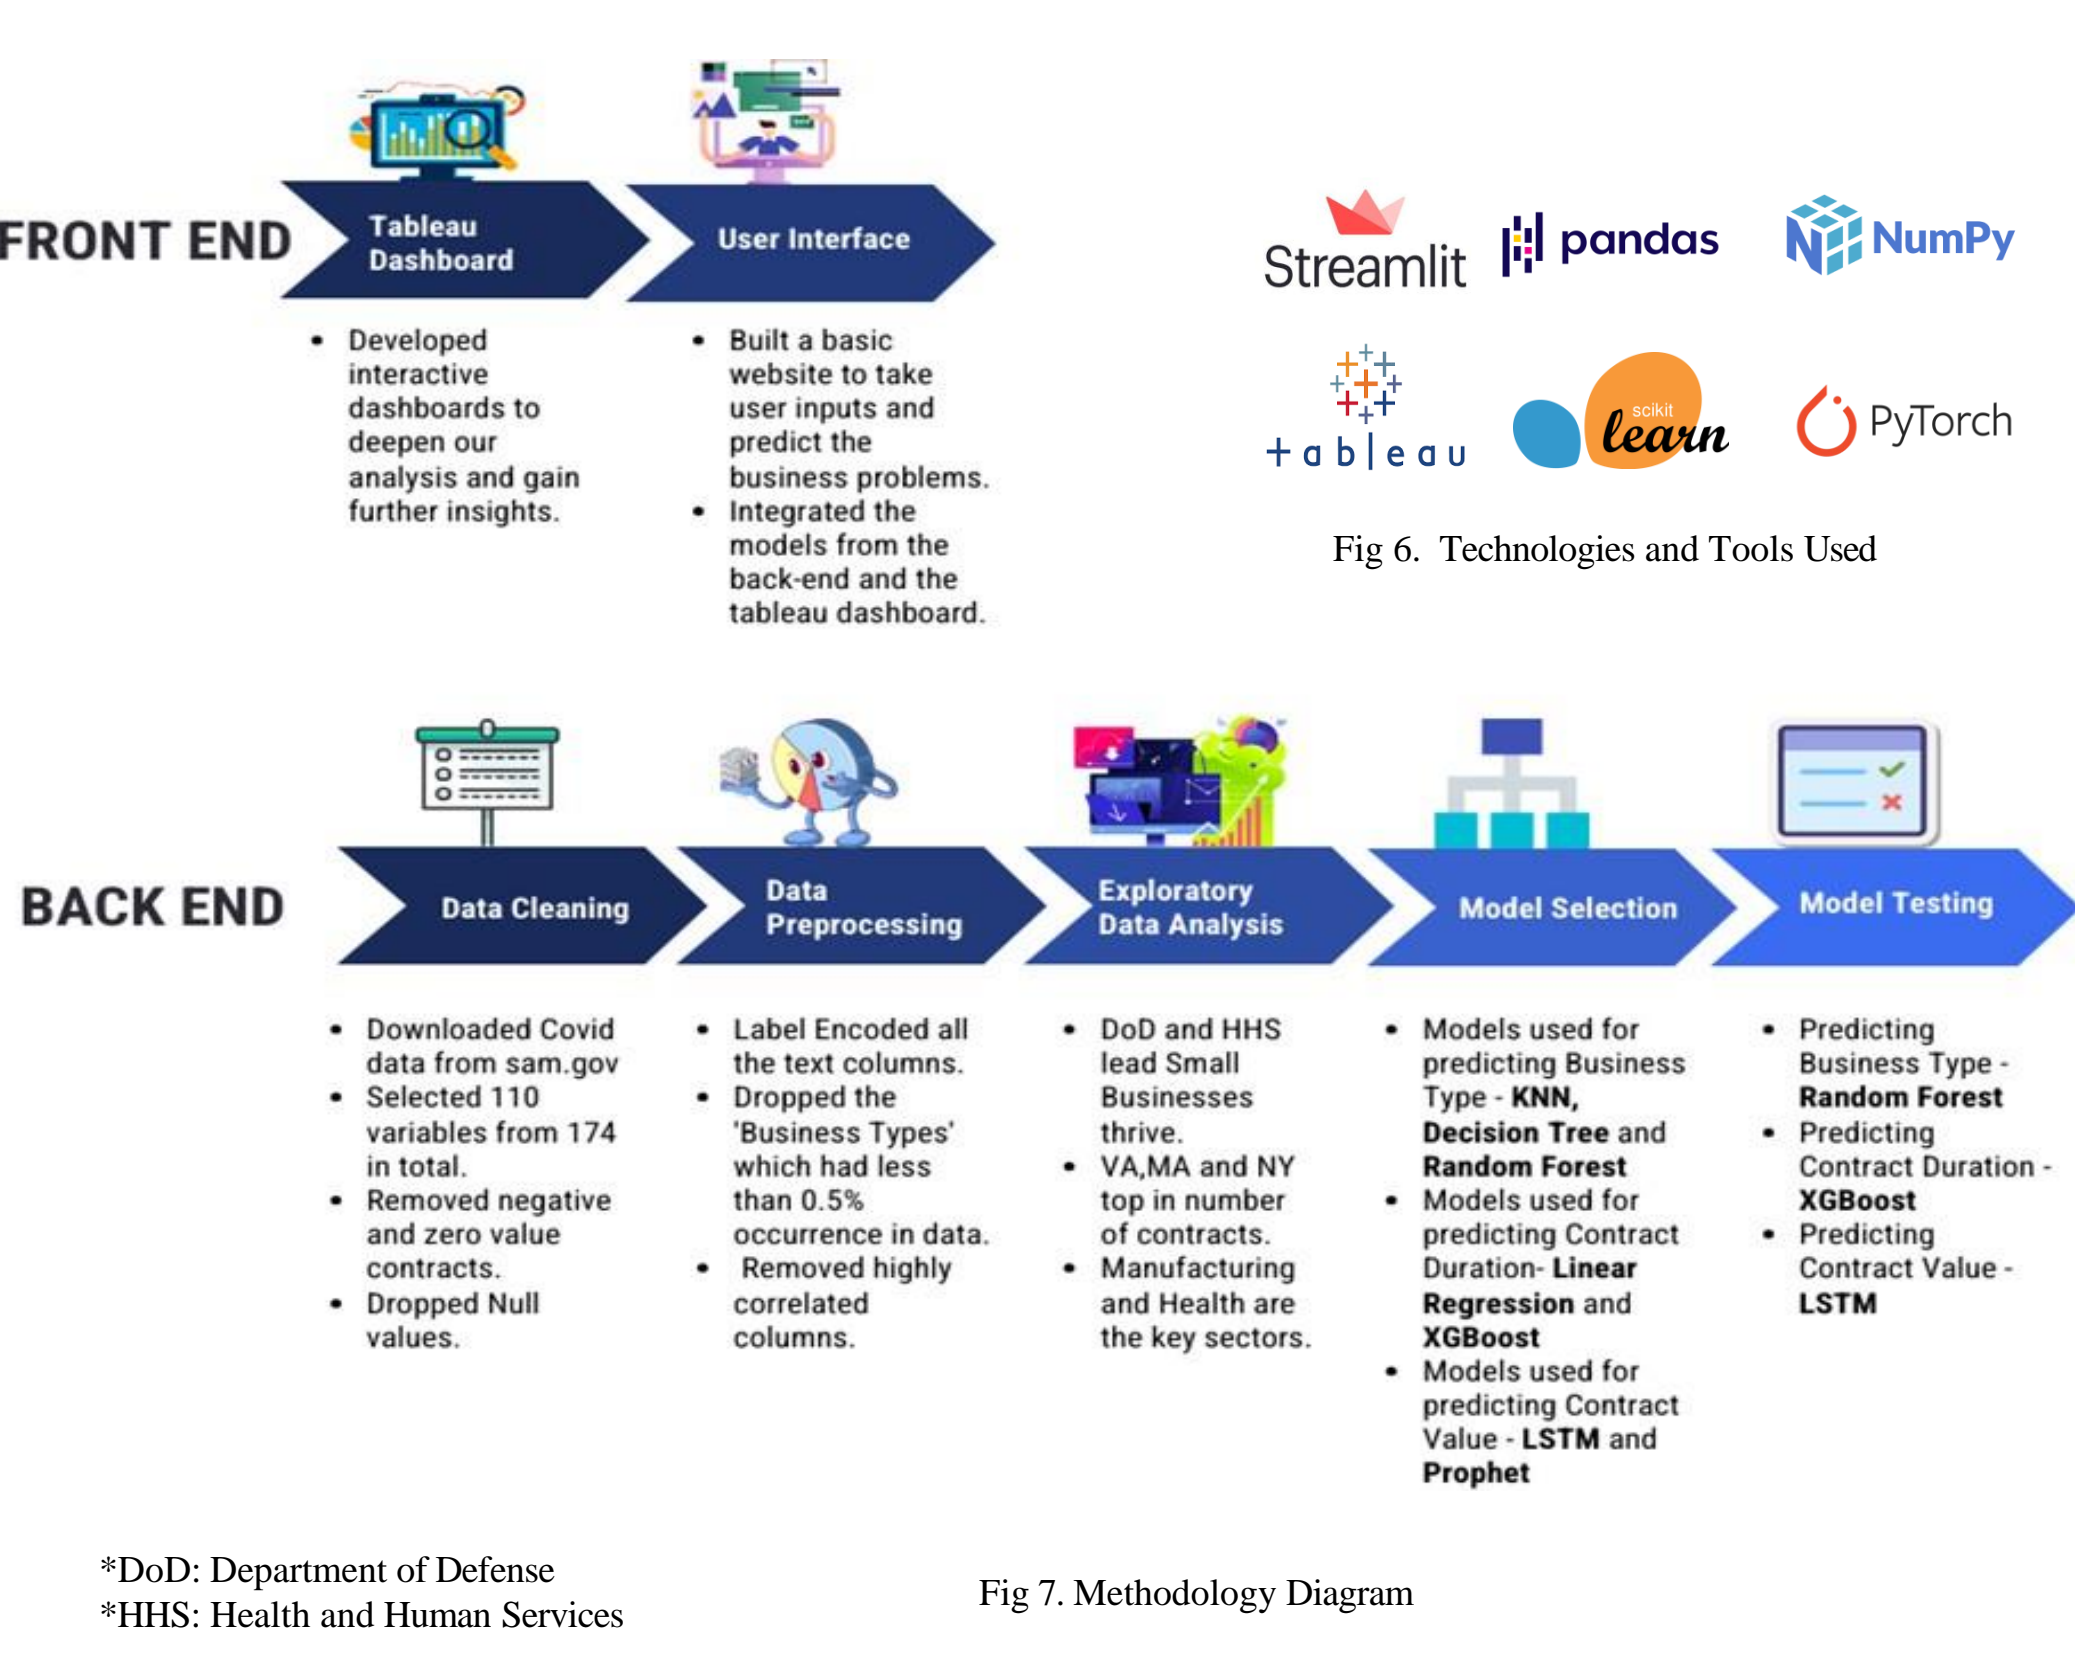 FRONT END
Tableau
Dashboard
User Interface
• Developed
interactive
dashboards to
deepen our
analysis and gain
further insights.
• Built a basic
website to take
user inputs and
predict the
business problems.
• Integrated the
models from the
back-end and the
tableau dashboard.
Streamlit
pandas
NumPy
+ableau
scikit
learn
PyTorch
Fig 6. Technologies and Tools Used
BACK END
Data Cleaning
Data
Preprocessing
Exploratory
Data Analysis
Model Selection
Model Testing
• Downloaded Covid
data from sam.gov
• Selected 110
variables from 174
in total.
• Removed negative
and zero value
contracts.
• Dropped Null
values.
• Label Encoded all
the text columns.
• Dropped the
'Business Types'
which had less
than 0.5%
occurrence in data.
• Removed highly
correlated
columns.
• DoD and HHS
lead Small
Businesses
thrive.
• VA,MA and NY
top in number
of contracts.
• Manufacturing
and Health are
the key sectors.
• Models used for
predicting Business
Type - KNN,
Decision Tree and
Random Forest
• Models used for
predicting Contract
Duration- Linear
Regression and
XGBoost
• Models used for
predicting Contract
Value - LSTM and
Prophet
• Predicting
Business Type -
Random Forest
• Predicting
Contract Duration -
XGBoost
• Predicting
Contract Value -
LSTM
*DoD: Department of Defense
*HHS: Health and Human Services
Fig 7. Methodology Diagram